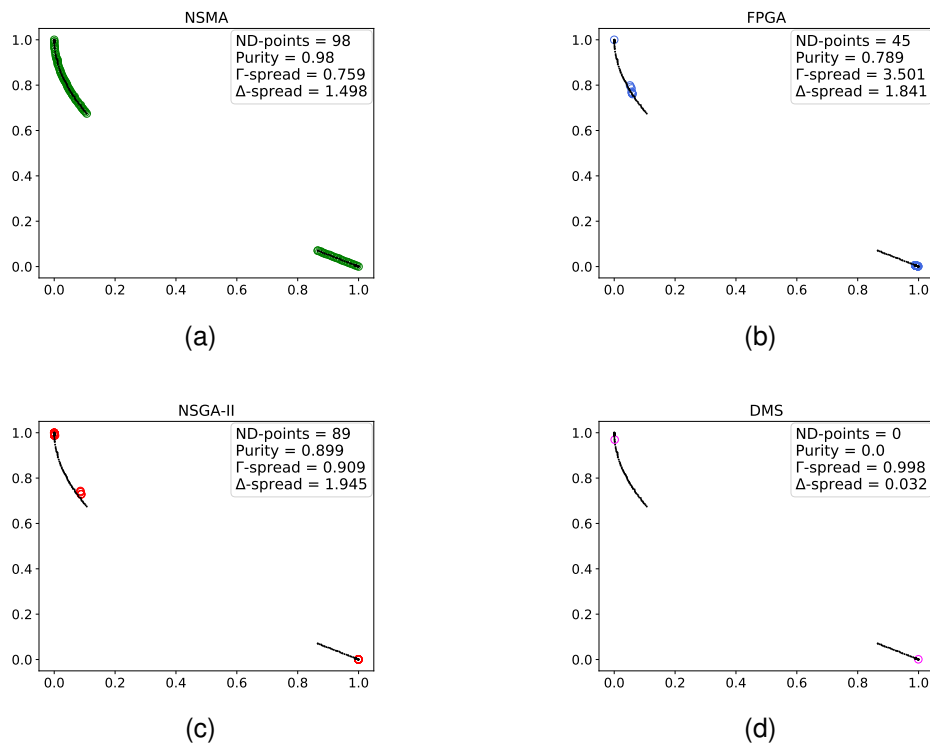 NSMA
ND-points = 98
Purity = 0.98
Γ-spread = 0.759
Δ-spread = 1.498
1.0
0.8
0.6
0.4
0.2
0.0
0.0 0.2 0.4 0.6 0.8 1.0
(a)
FPGA
ND-points = 45
Purity = 0.789
Γ-spread = 3.501
Δ-spread = 1.841
1.0
0.8
0.6
0.4
0.2
0.0
0.0 0.2 0.4 0.6 0.8 1.0
(b)
NSGA-II
ND-points = 89
Purity = 0.899
Γ-spread = 0.909
Δ-spread = 1.945
1.0
0.8
0.6
0.4
0.2
0.0
0.0 0.2 0.4 0.6 0.8 1.0
(c)
DMS
ND-points = 0
Purity = 0.0
Γ-spread = 0.998
Δ-spread = 0.032
1.0
0.8
0.6
0.4
0.2
0.0
0.0 0.2 0.4 0.6 0.8 1.0
(d)